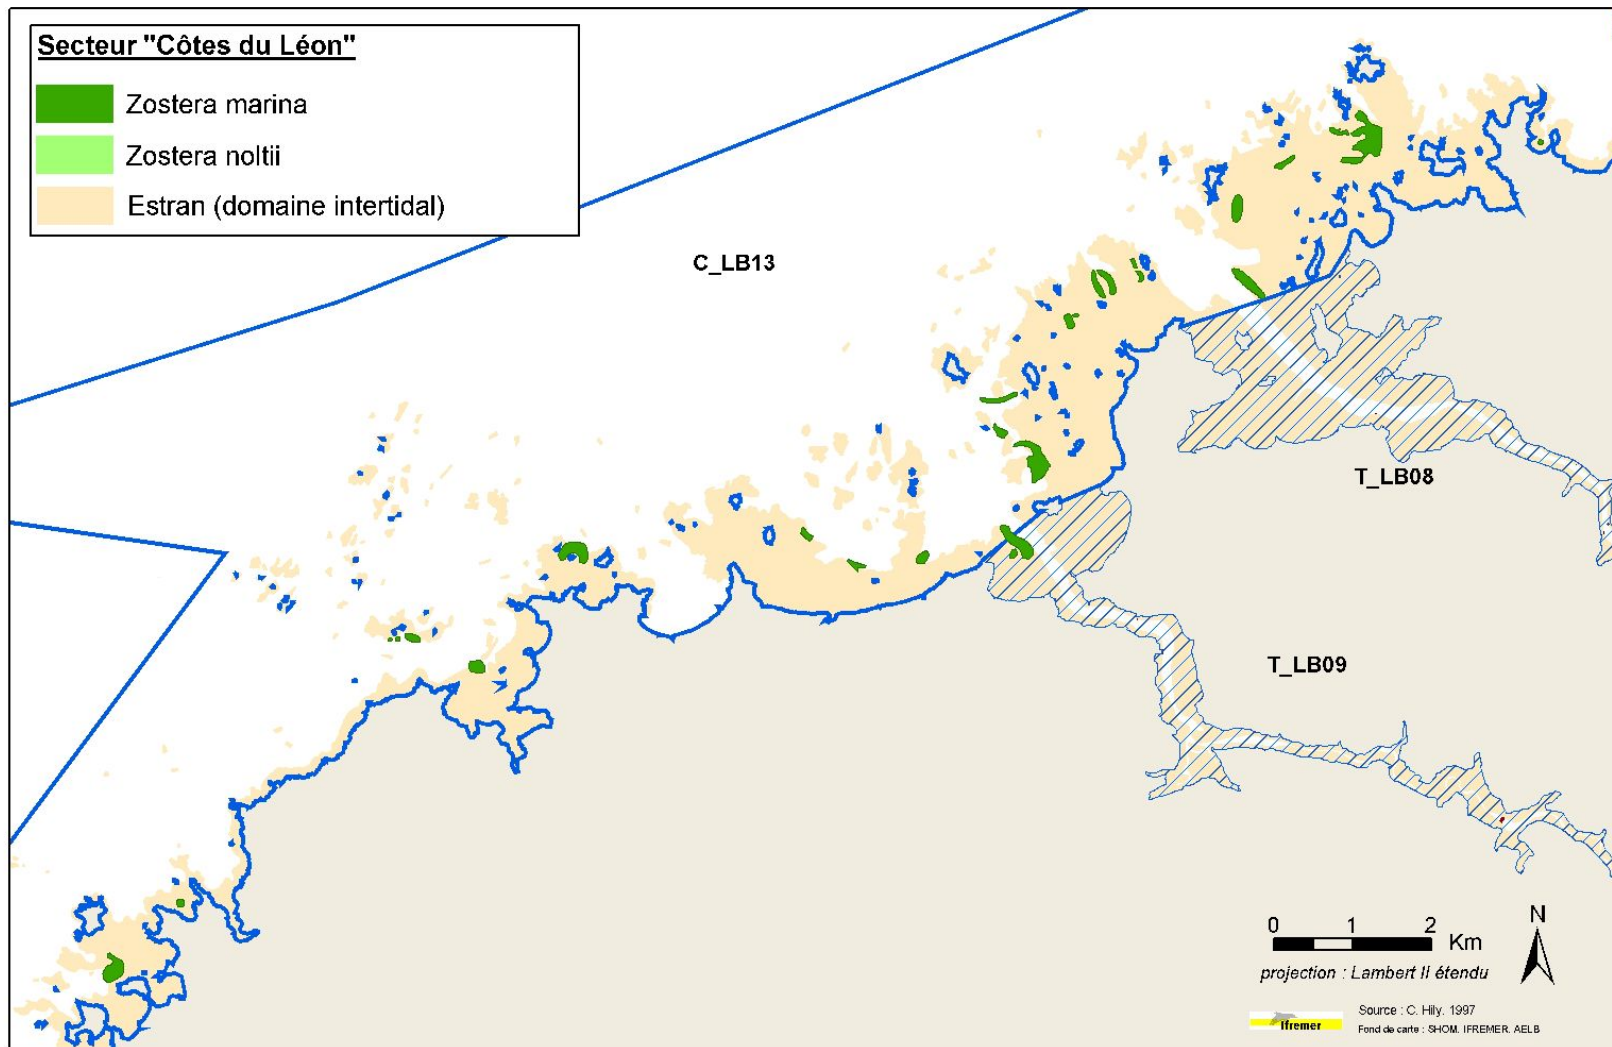 Secteur "Côtes du Léon"
Zostera marina
Zostera noltii
Estran (domaine intertidal)
C_LB13
T_LB08
T_LB09
0 1 2 Km
N
projection : Lambert II étendu
Ifremer
Source : C. Hily, 1997
Fond de carte : SHOM, IFREMER, AELB